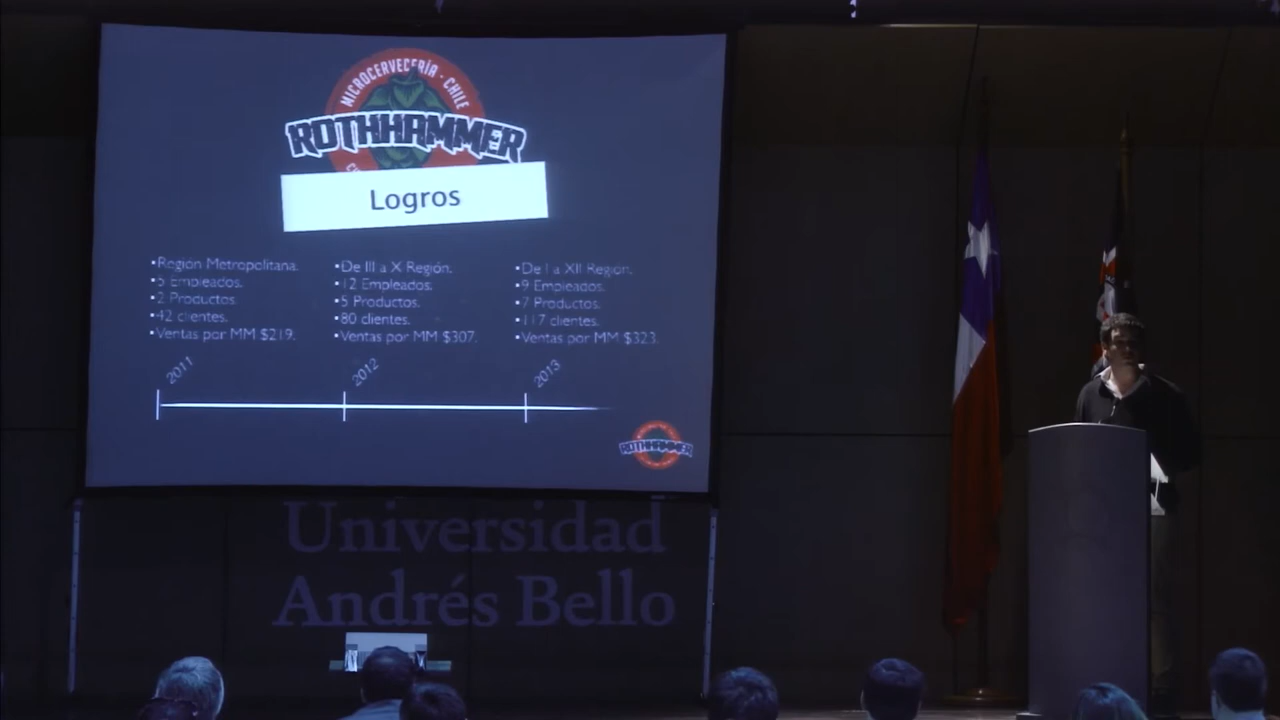 MICROCERVECERÍA · CHILE
ROTHHAMMER
Logros
▪Región Metropolitana.
▪5 Empleados.
▪2 Productos.
▪42 clientes.
▪Ventas por MM $219.
▪De III a X Región.
▪12 Empleados.
▪5 Productos.
▪80 clientes.
▪Ventas por MM $307.
▪De I a XII Región.
▪9 Empleados.
▪7 Productos.
▪117 clientes.
▪Ventas por MM $323.
2011
2012
2013
ROTHHAMMER
Universidad
Andrés Bello